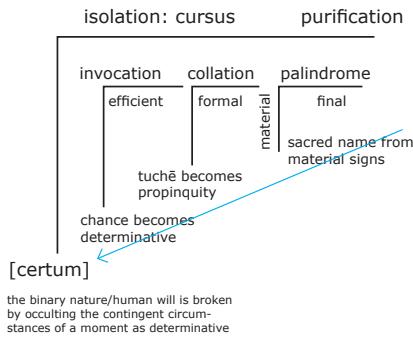 isolation: cursus purification
invocation collation palindrome
efficient formal material final
sacred name from
material signs
tuchē becomes
propinquity
chance becomes
determinative
[certum]
the binary nature/human will is broken
by occulting the contingent circum-
stances of a moment as determinative